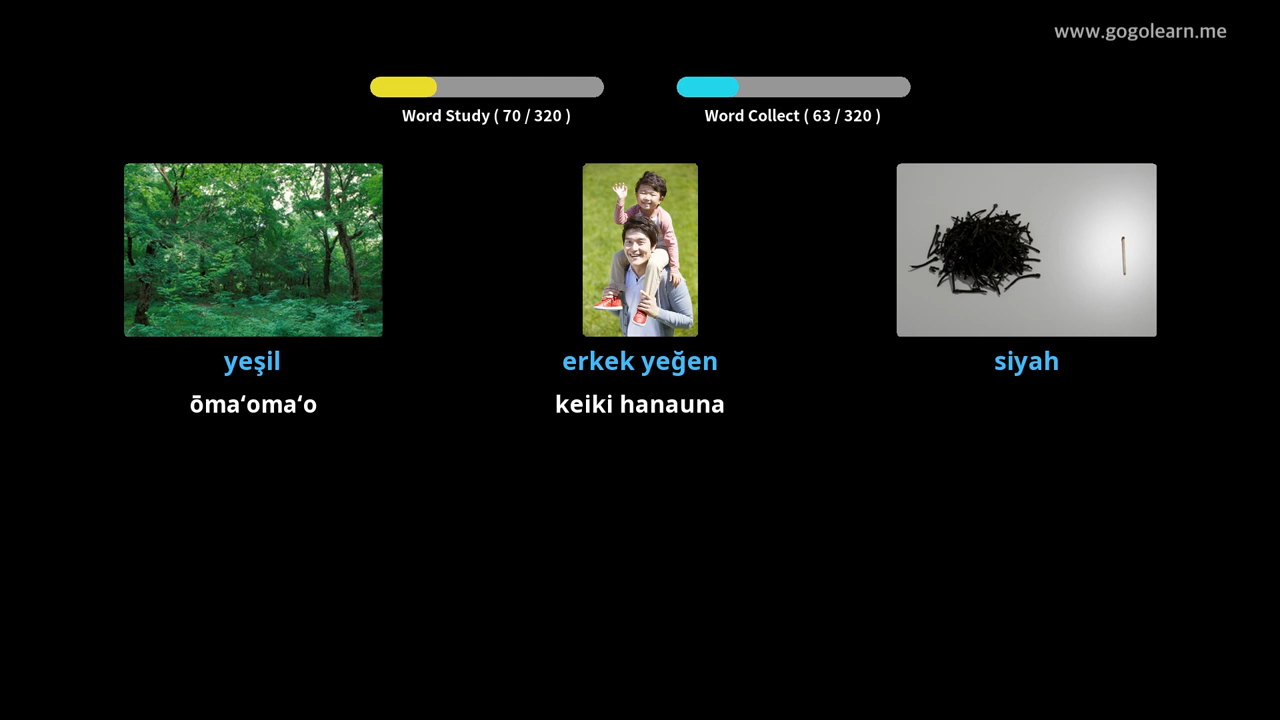 www.gogolearn.me
Word Study ( 70 / 320 )
Word Collect ( 63 / 320 )
yeşil
erkek yeğen
siyah
ōmaʻomaʻo
keiki hanauna